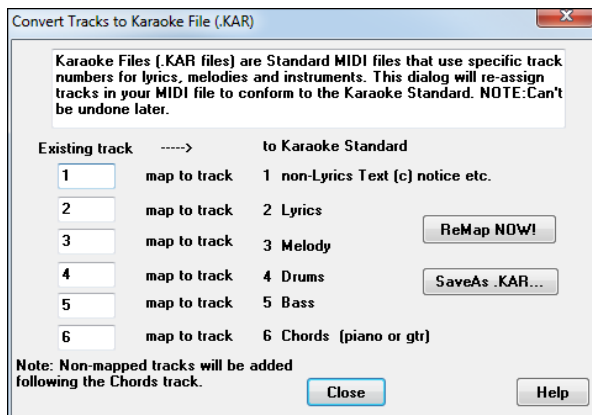 Convert Tracks to Karaoke File (.KAR)
Karaoke Files (.KAR files) are Standard MIDI files that use specific track
numbers for lyrics, melodies and instruments. This dialog will re-assign
tracks in your MIDI file to conform to the Karaoke Standard. NOTE:Can't
be undone later.
Existing track -----> to Karaoke Standard
1 map to track 1 non-Lyrics Text (c) notice etc.
2 map to track 2 Lyrics
ReMap NOW!
3 map to track 3 Melody
4 map to track 4 Drums
SaveAs .KAR...
5 map to track 5 Bass
6 map to track 6 Chords (piano or gtr)
Note: Non-mapped tracks will be added
following the Chords track.
Close
Help